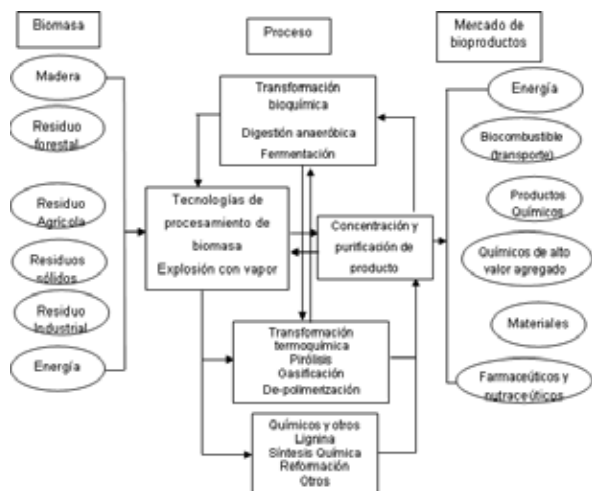 Biomasa
Proceso
Mercado de
bioproductos
Madera
Residuo
forestal
Residuo
Agrícola
Residuos
sólidos
Residuo
Industrial
Energía
Transformación
bioquímica
Digestión anaeróbica
Fermentación
Tecnologías de
procesamiento de
biomasa
Explosión con vapor
Concentración y
purificación de
producto
Transformación
termoquímica
Pirólisis
Gasificación
De-polimerización
Químicos y otros
Lignina
Síntesis Química
Reformación
Otros
Energía
Biocombustible
(transporte)
Productos
Químicos
Químicos de alto
valor agregado
Materiales
Farmaceúticos y
nutraceúticos